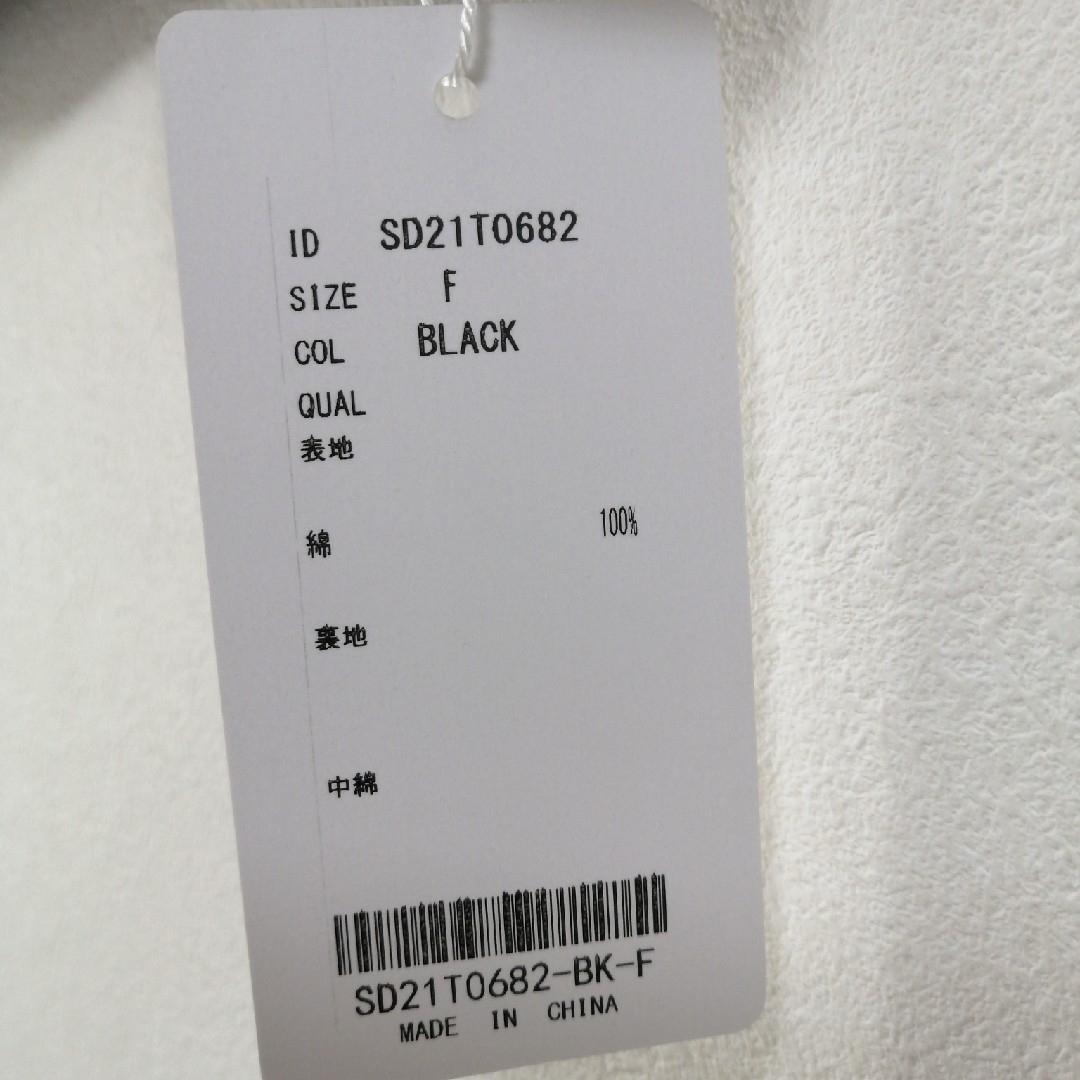 ID SD21T0682
SIZE F
COL BLACK
QUAL
表地
綿 100%
裏地
中綿
SD21T0682-BK-F
MADE IN CHINA